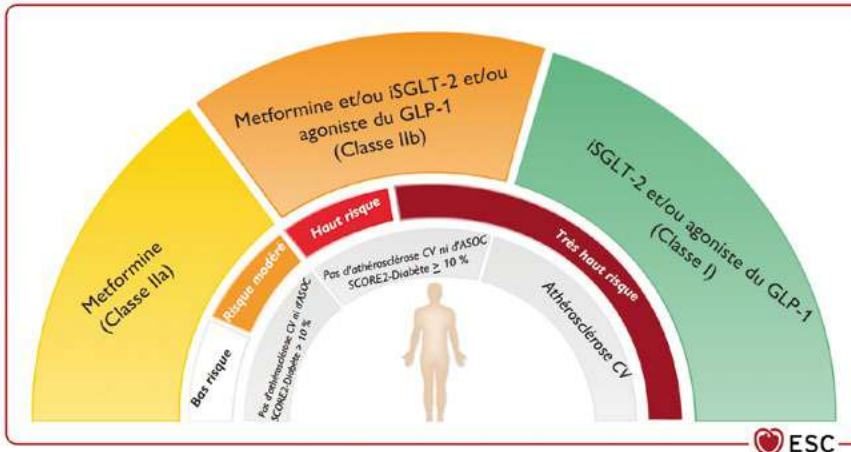 Metformine
(Classe IIa)
Metformine et/ou iSGLT-2 et/ou
agoniste du GLP-1
(Classe IIb)
iSGLT-2 et/ou agoniste du GLP-1
(Classe I)
Bas risque
Risque modéré
Haut risque
Très haut risque
Pas d'athérosclérose CV ni d'ASOC
SCORE2-Diabète > 10 %
Pas d'athérosclérose CV ni d'ASOC
SCORE2-Diabète ≥ 10 %
Athérosclérose CV
ESC